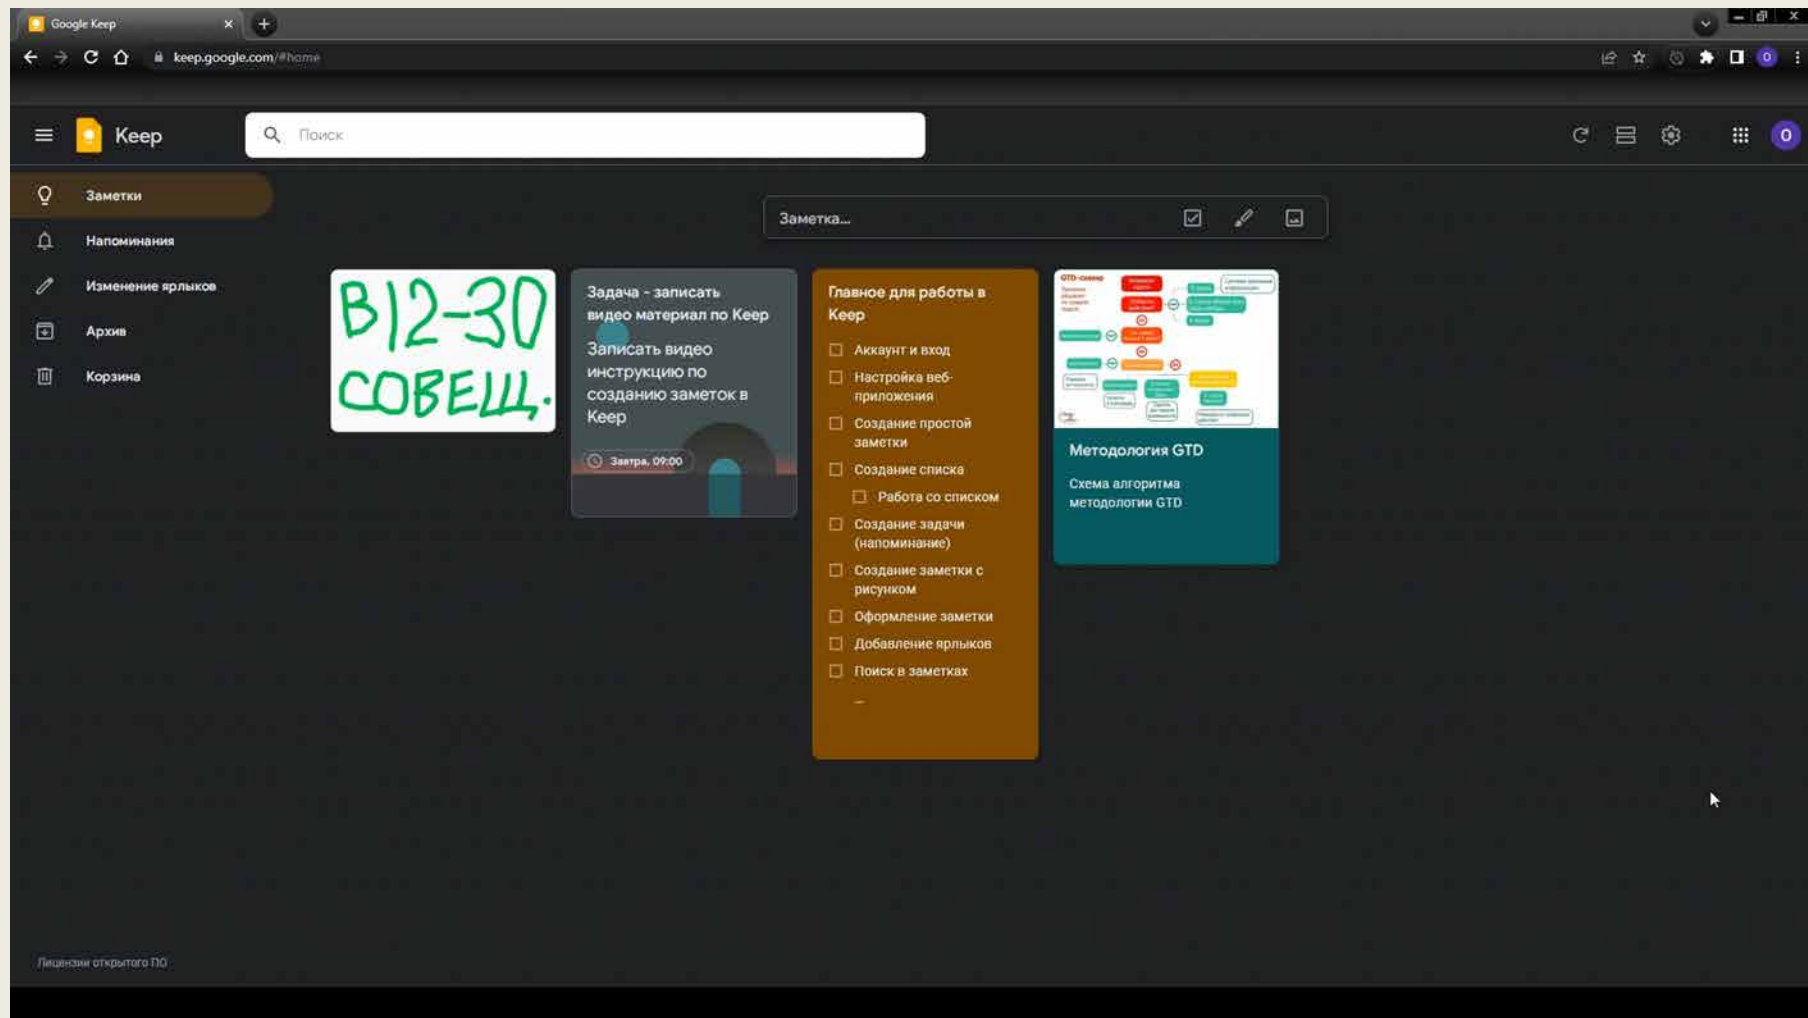 Google Keep
keep.google.com/#home
Keep
Поиск
О
Заметки
Напоминания
Изменение ярлыков
Архив
Корзина
Заметка...
В12-30
СОВЕЩ.
Задача - записать
видео материал по Keep
Записать видео
инструкцию по
созданию заметок в
Keep
Завтра, 09:00
Главное для работы в
Keep
Аккаунт и вход
Настройка веб-
приложения
Создание простой
заметки
Создание списка
Работа со списком
Создание задачи
(напоминание)
Создание заметки с
рисунком
Оформление заметки
Добавление ярлыков
Поиск в заметках
Методология GTD
Схема алгоритма
методологии GTD
Лицензии открытого ПО